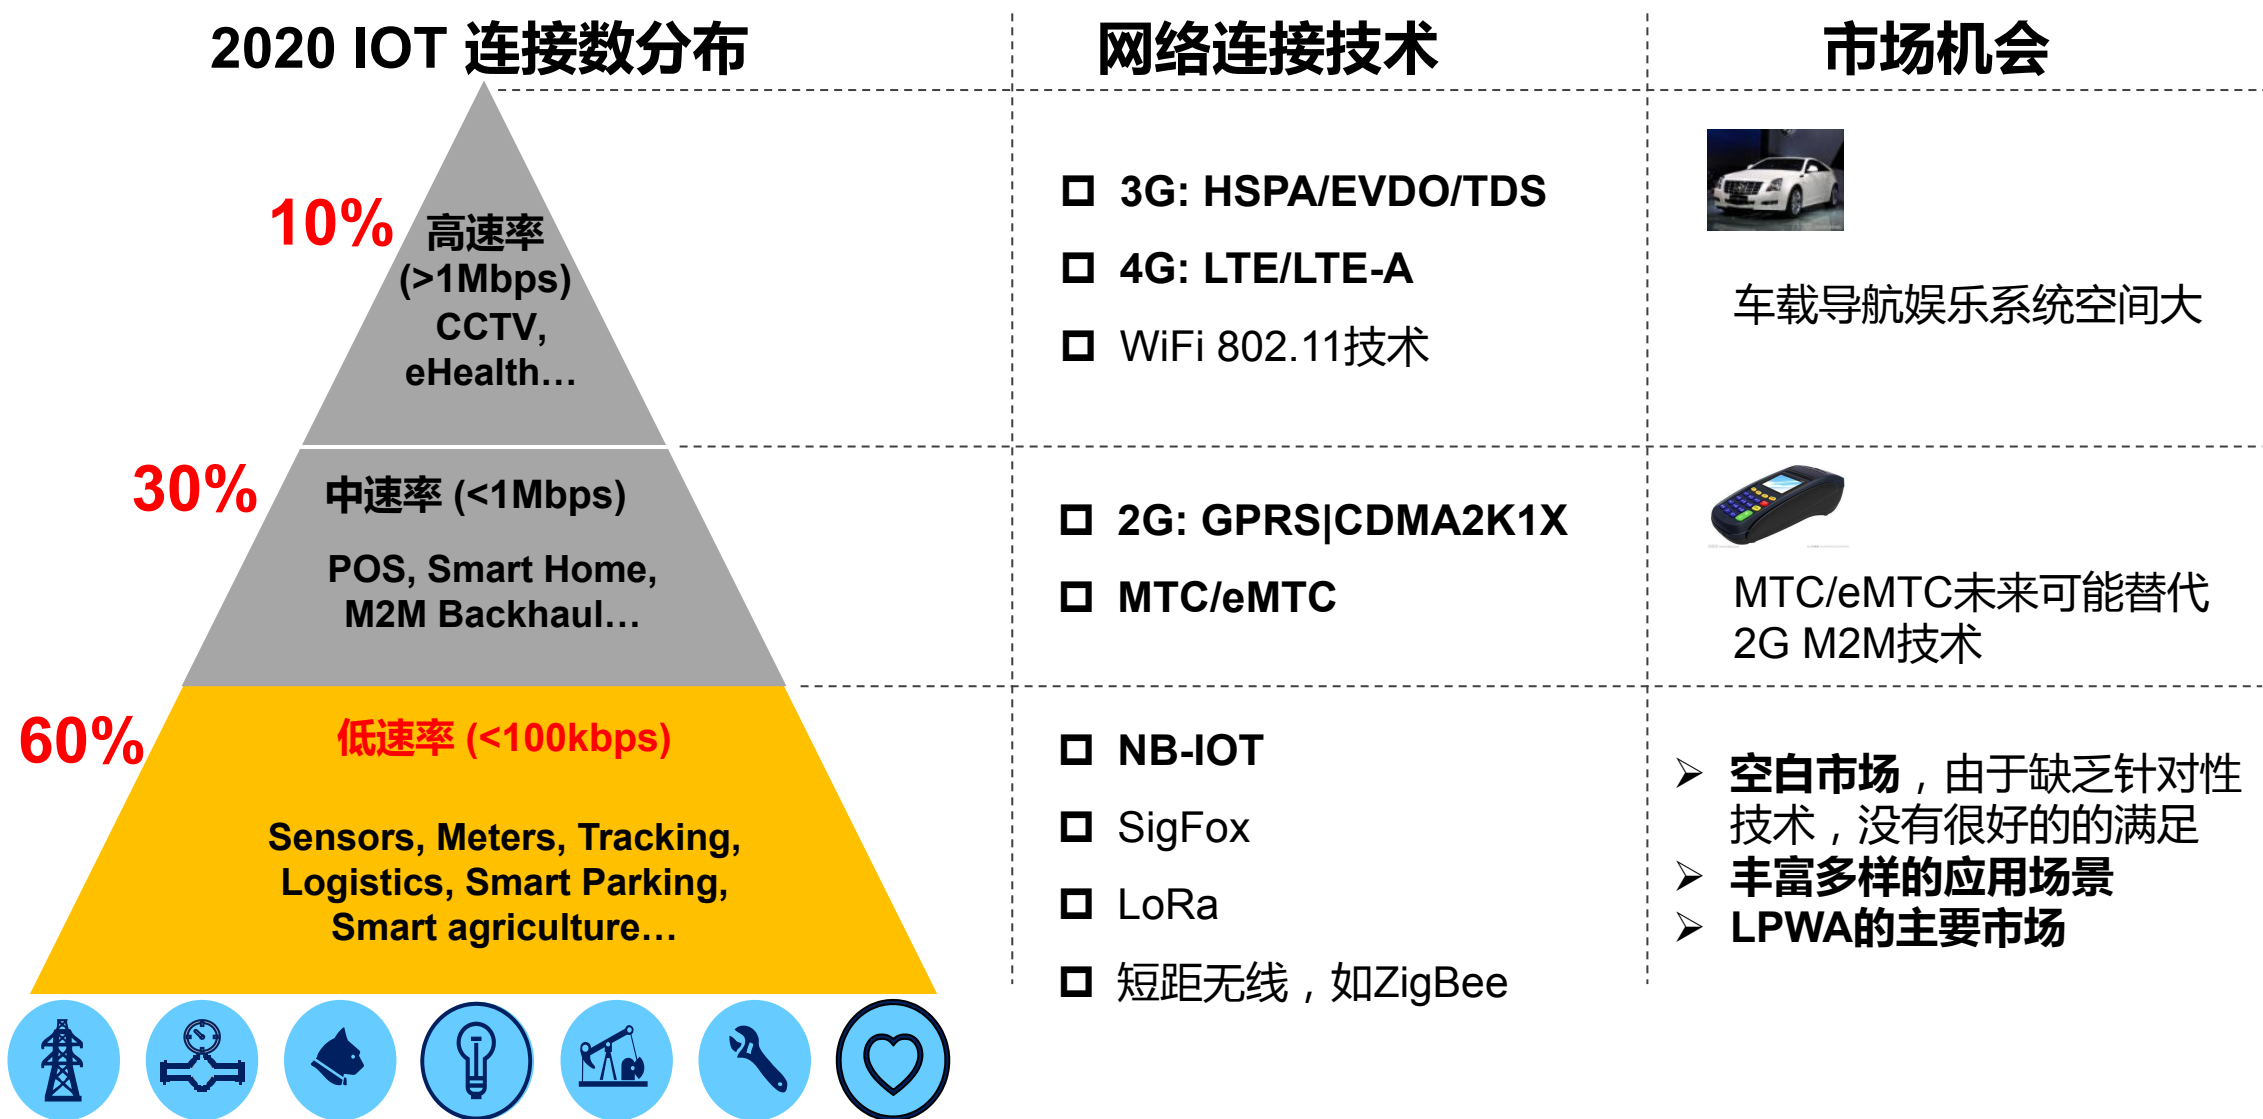 2020 IOT 连接数分布
网络连接技术
市场机会
10%
高速率
(>1Mbps)
CCTV,
eHealth…
3G: HSPA/EVDO/TDS
4G: LTE/LTE-A
WiFi 802.11技术
车载导航娱乐系统空间大
30%
中速率 (<1Mbps)
POS, Smart Home,
M2M Backhaul…
2G: GPRS|CDMA2K1X
MTC/eMTC
MTC/eMTC未来可能替代
2G M2M技术
60%
低速率 (<100kbps)
Sensors, Meters, Tracking,
Logistics, Smart Parking,
Smart agriculture…
NB-IOT
SigFox
LoRa
短距无线，如ZigBee
空白市场，由于缺乏针对性
技术，没有很好的的满足
丰富多样的应用场景
LPWA的主要市场